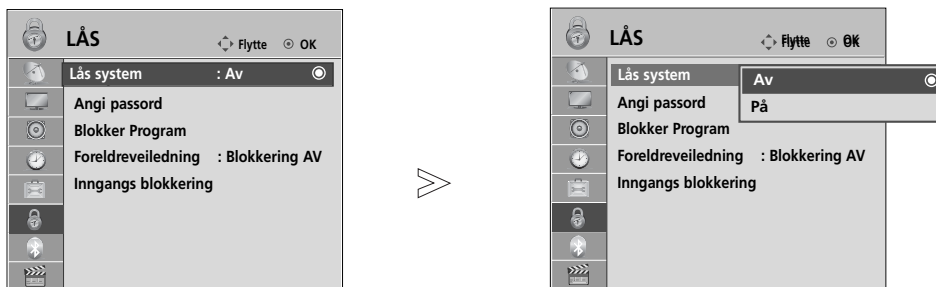 LÅS
Flytte
OK
Lås system : Av
Angi passord
Blokker Program
Foreldreveiledning : Blokkering AV
Inngangs blokkering
LÅS
Flytte
OK
Lås system
Av
På
Angi passord
Blokker Program
Foreldreveiledning : Blokkering AV
Inngangs blokkering